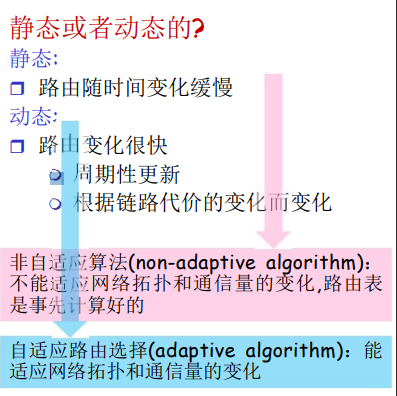 静态或者动态的?
静态:
路由随时间变化缓慢
动态:
路由变化很快
周期性更新
根据链路代价的变化而变化
非自适应算法(non-adaptive algorithm):
不能适应网络拓扑和通信量的变化,路由表
是事先计算好的
自适应路由选择(adaptive algorithm): 能
适应网络拓扑和通信量的变化